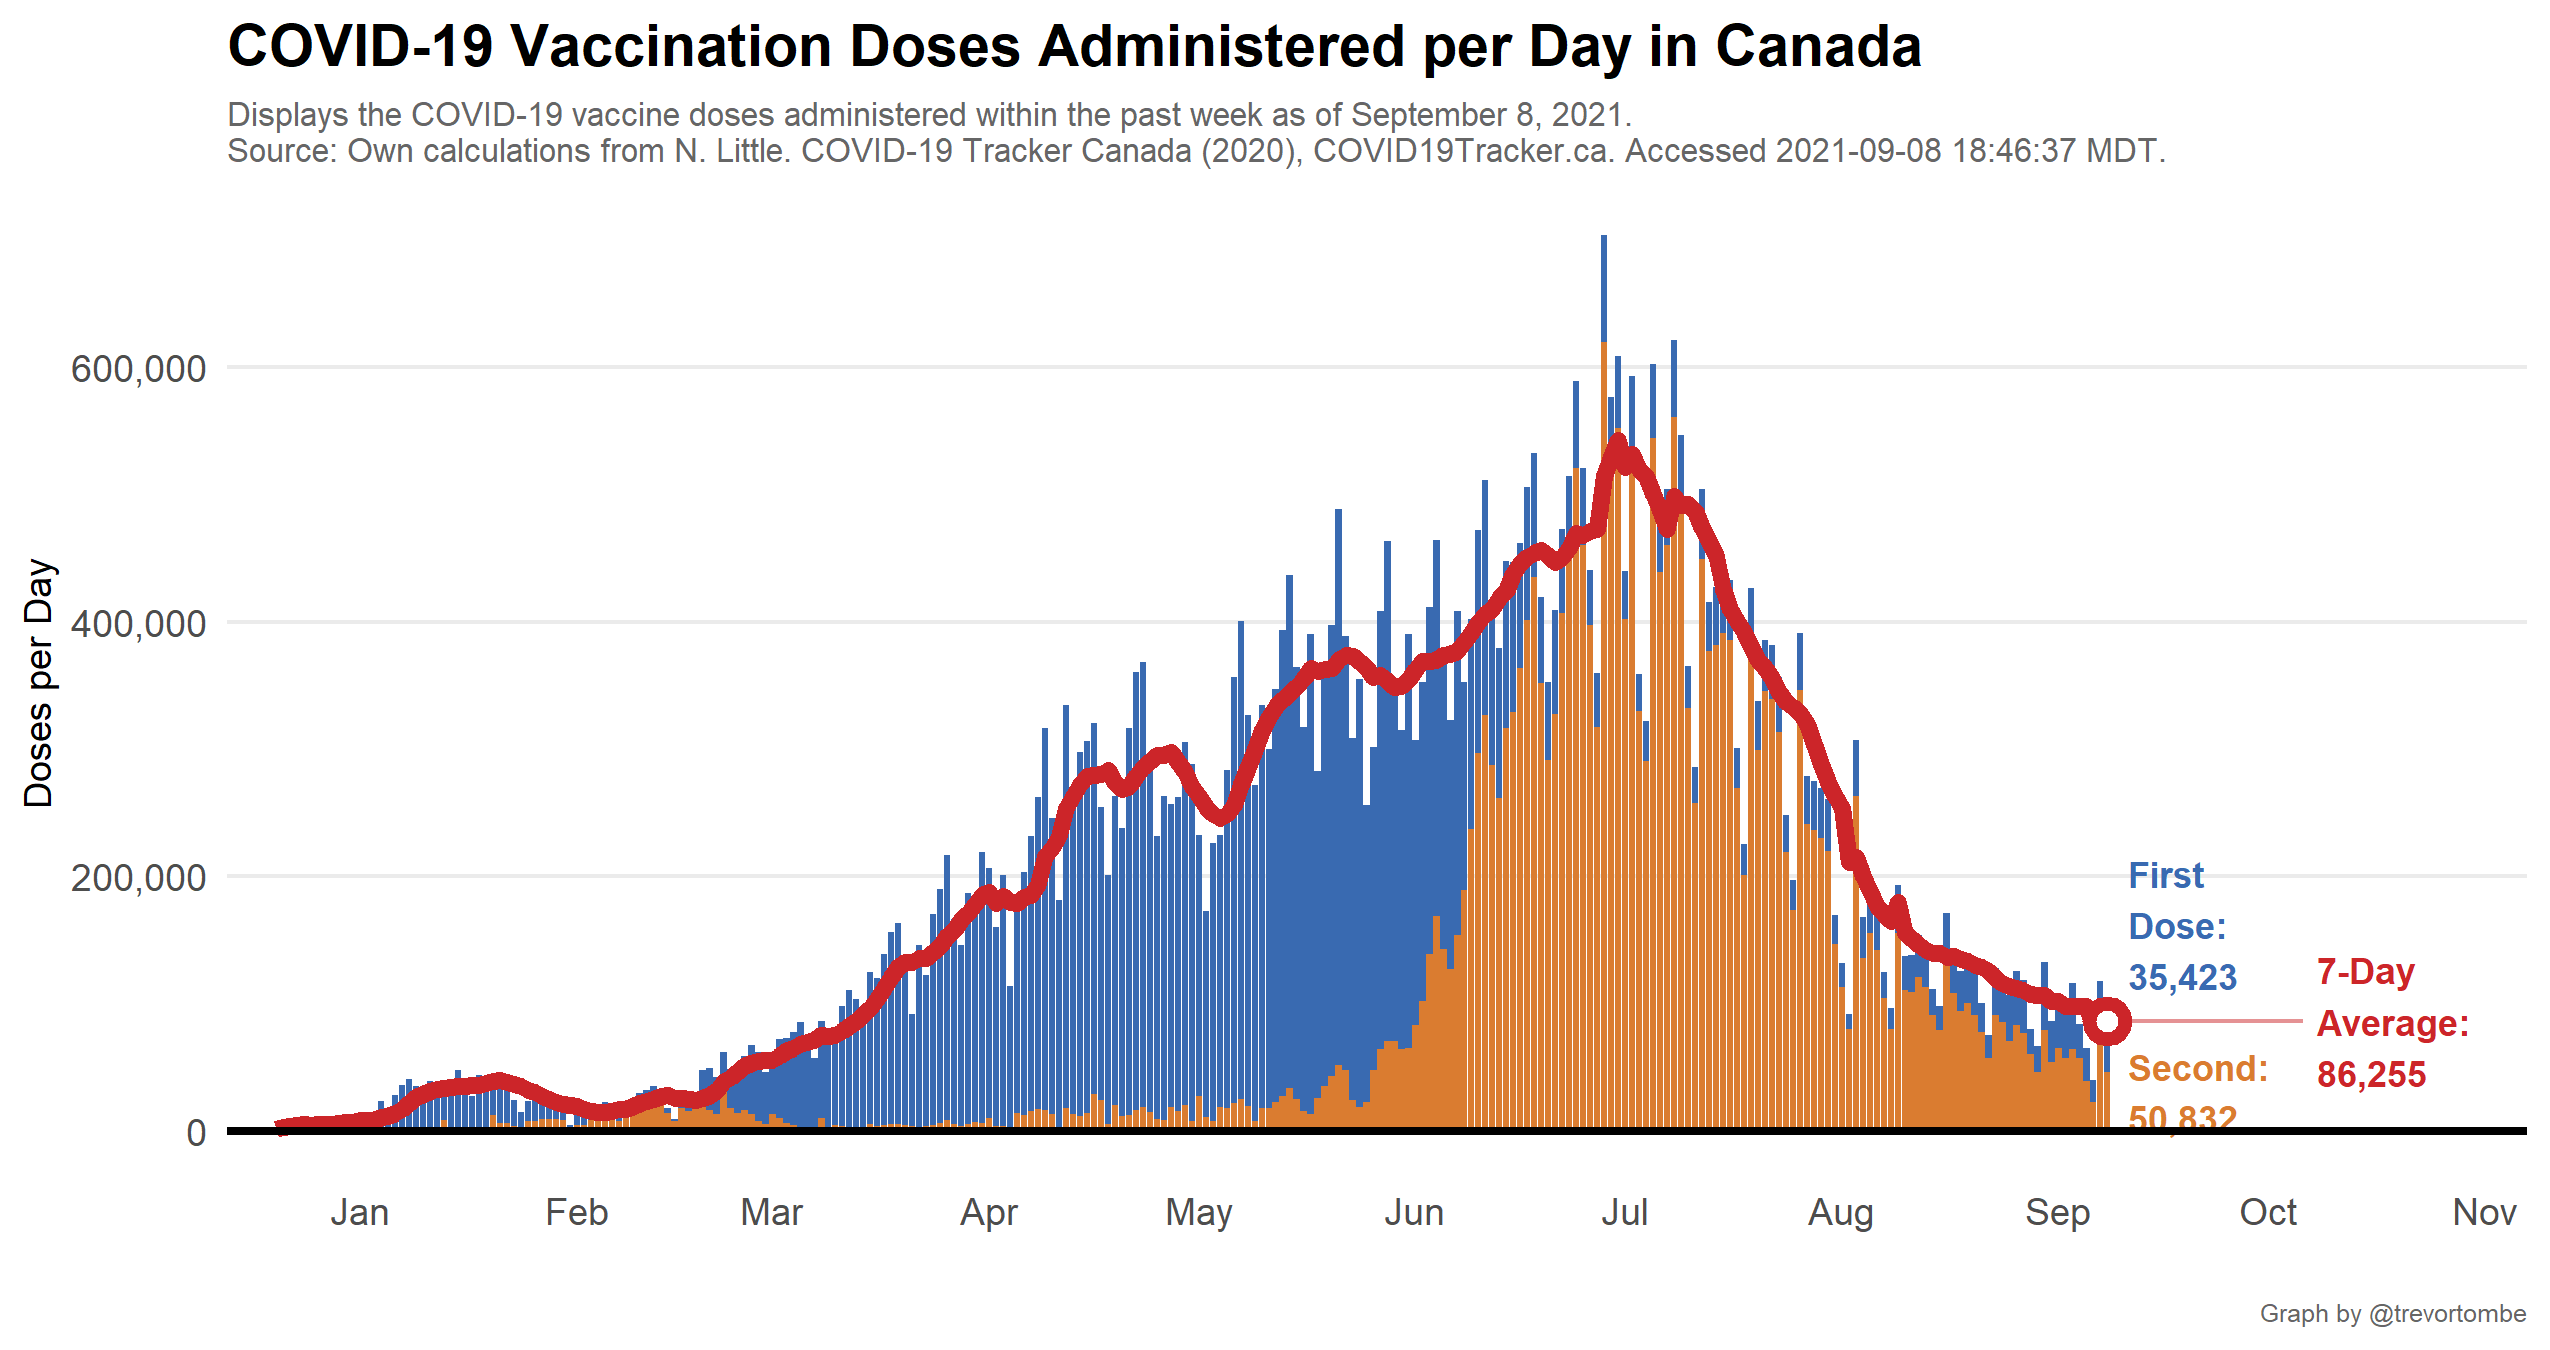 COVID-19 Vaccination Doses Administered per Day in Canada
Displays the COVID-19 vaccine doses administered within the past week as of September 8, 2021.
Source: Own calculations from N. Little. COVID-19 Tracker Canada (2020), COVID19Tracker.ca. Accessed 2021-09-08 18:46:37 MDT.
Doses per Day
600,000
400,000
200,000
0
First
Dose:
35,423
Second:
50,832
7-Day
Average:
86,255
Jan Feb Mar Apr May Jun Jul Aug Sep Oct Nov
Graph by @trevortombe